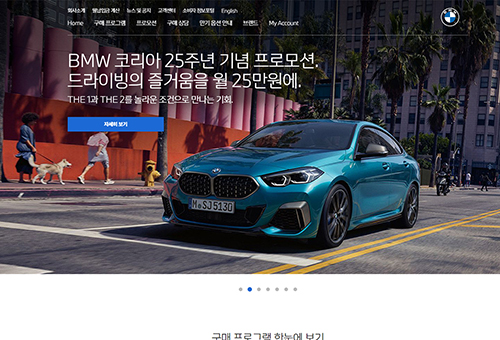 회사소개 월납입금 계산 뉴스 및 공지 고객센터 소비자 정보포털 English
Home 구매 프로그램 프로모션 구매 상담 인기 옵션 안내 브랜드 My Account
BMW 코리아 25주년 기념 프로모션.
드라이빙의 즐거움을 월 25만원에.
THE 1과 THE 2를 놀라운 조건으로 만나는 기회.
자세히 보기
M SJ 5130
구매 프로그램 한눈에 보기